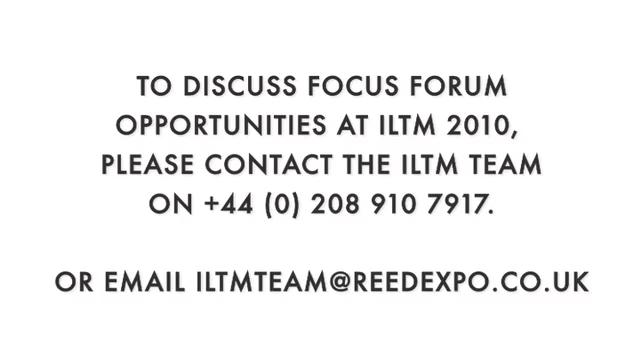 TO DISCUSS FOCUS FORUM
OPPORTUNITIES AT ILTM 2010,
PLEASE CONTACT THE ILTM TEAM
ON +44 (0) 208 910 7917.
OR EMAIL ILTMTEAM@REEDEXPO.CO.UK